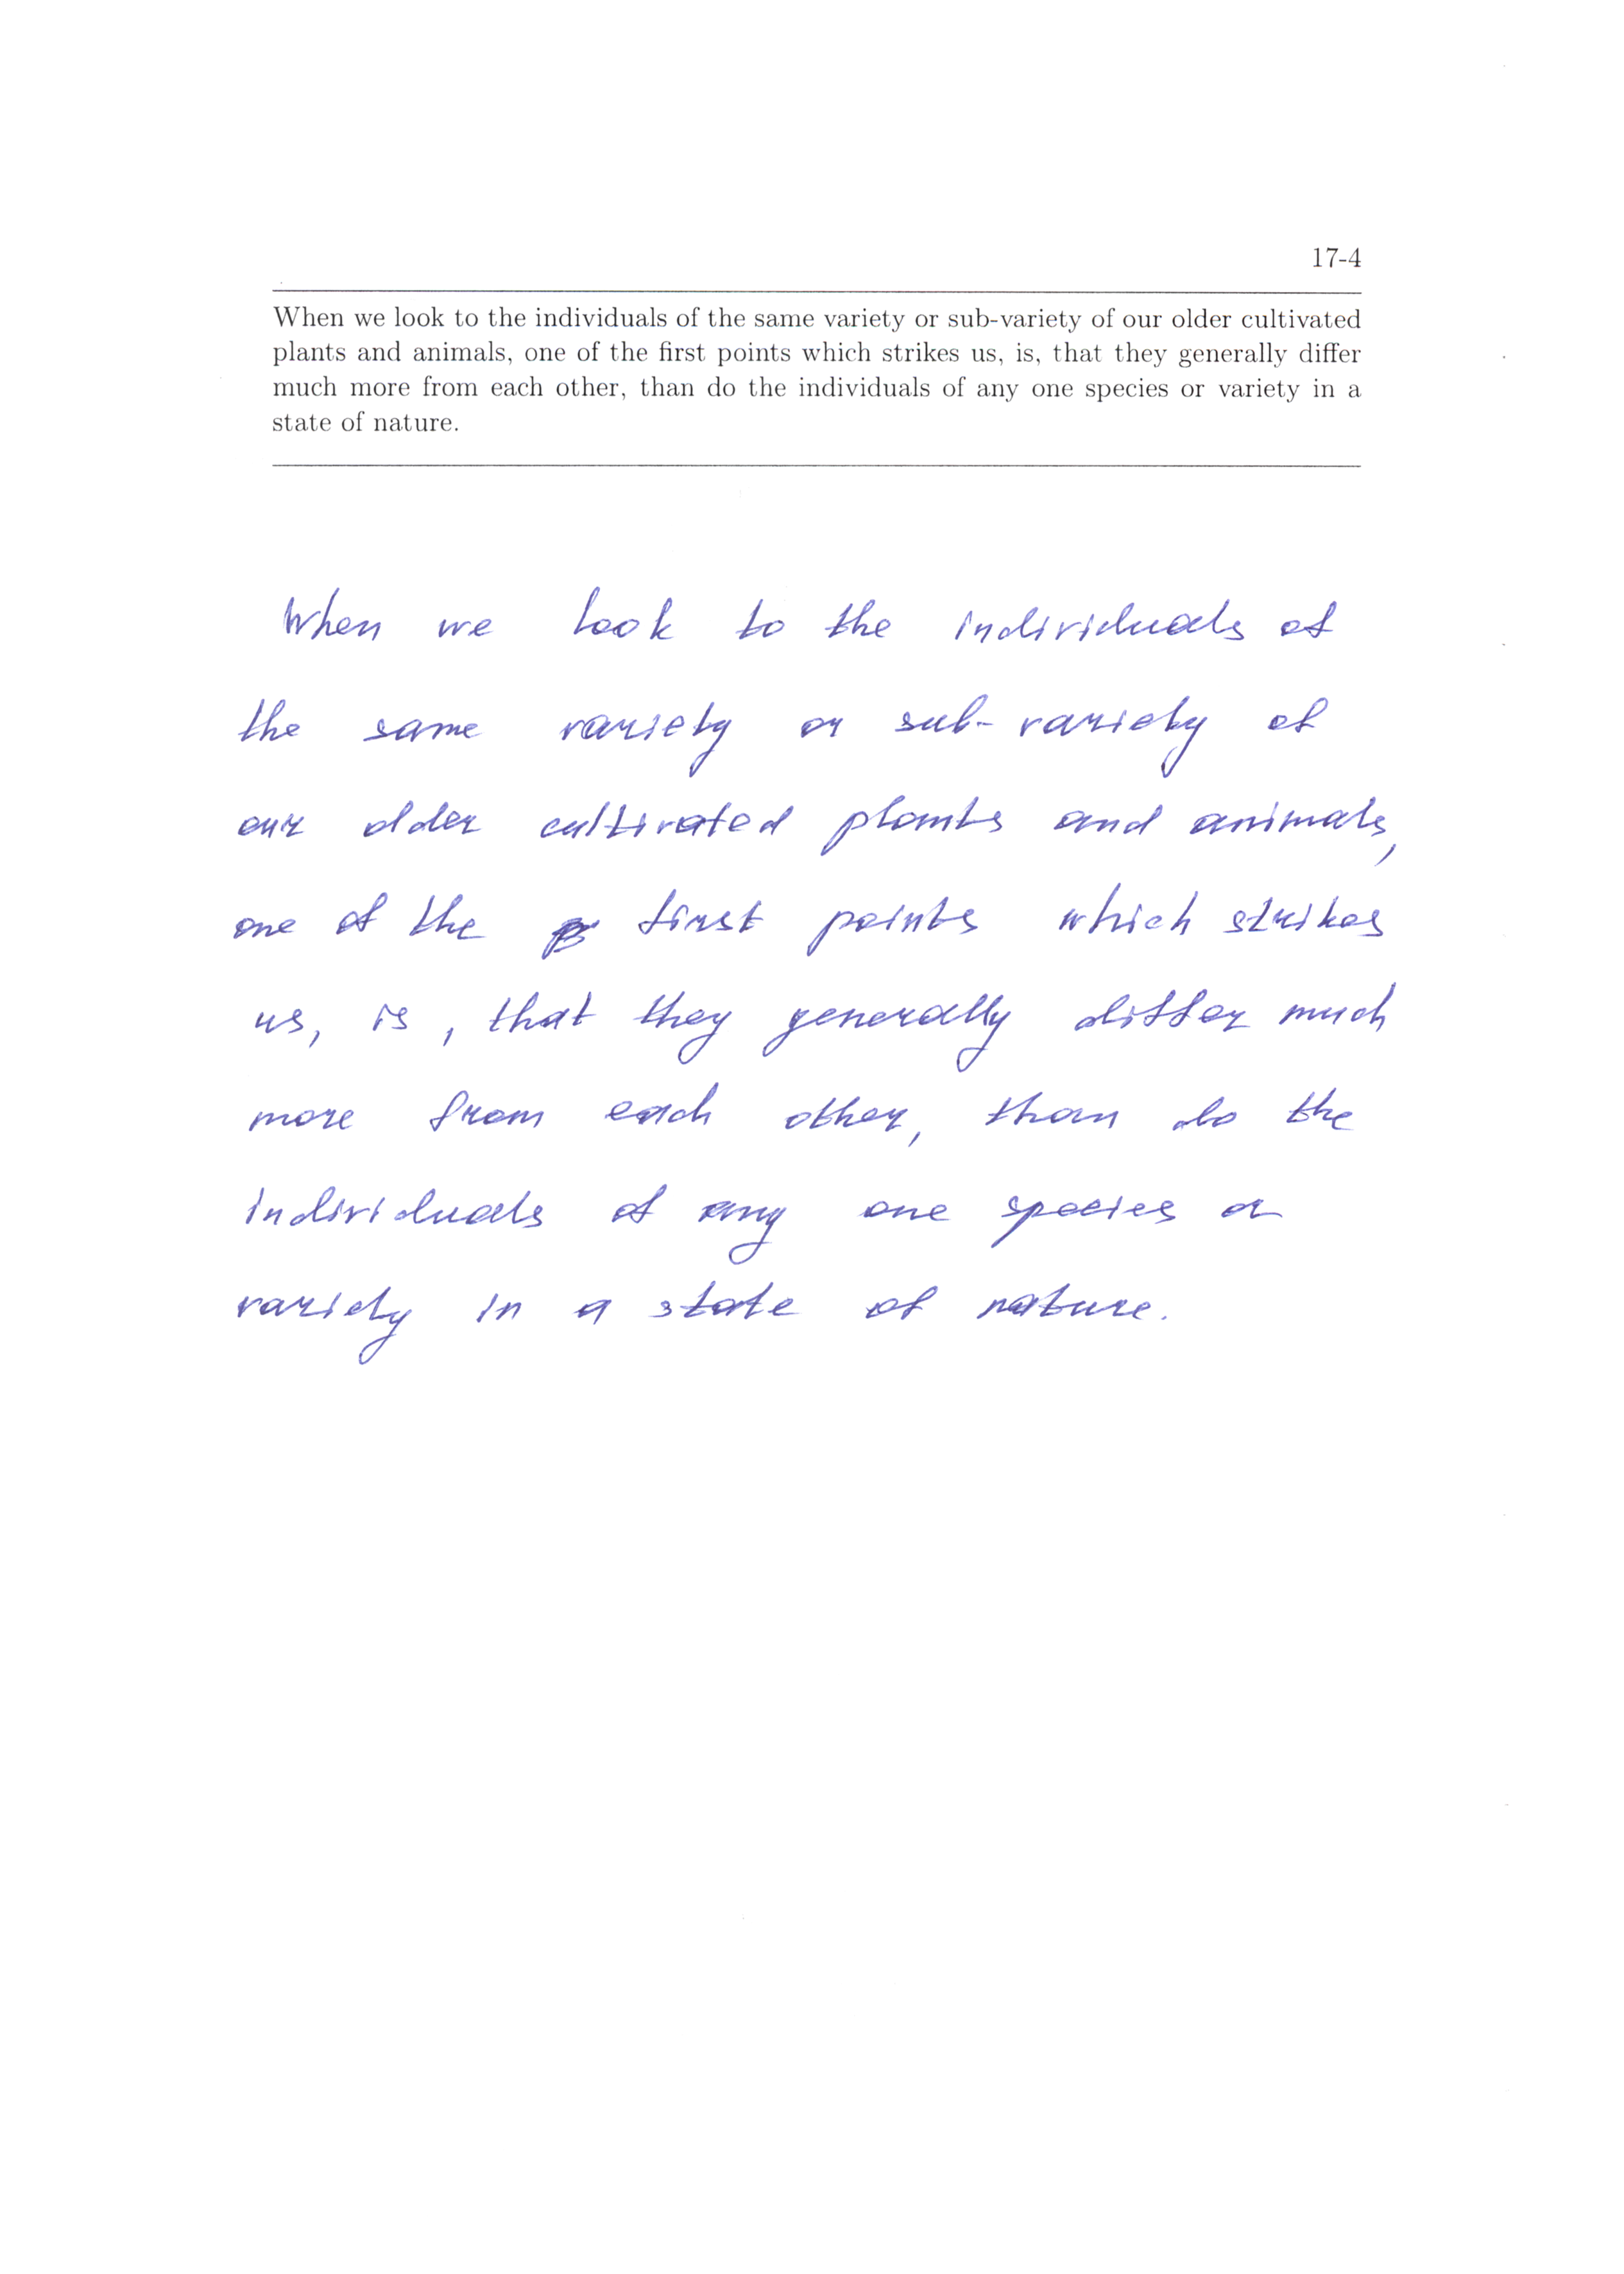 17-4
When we look to the individuals of the same variety or sub-variety of our older cultivated
plants and animals, one of the first points which strikes us, is, that they generally differ
much more from each other, than do the individuals of any one species or variety in a
state of nature.
When we look to the individuals of
the same variety or sub-variety of
our older cultivated plants and animals,
one of the first points which strikes
us, is, that they generally differ much
more from each other, than do the
individuals of any one species or
variety in a state of nature.